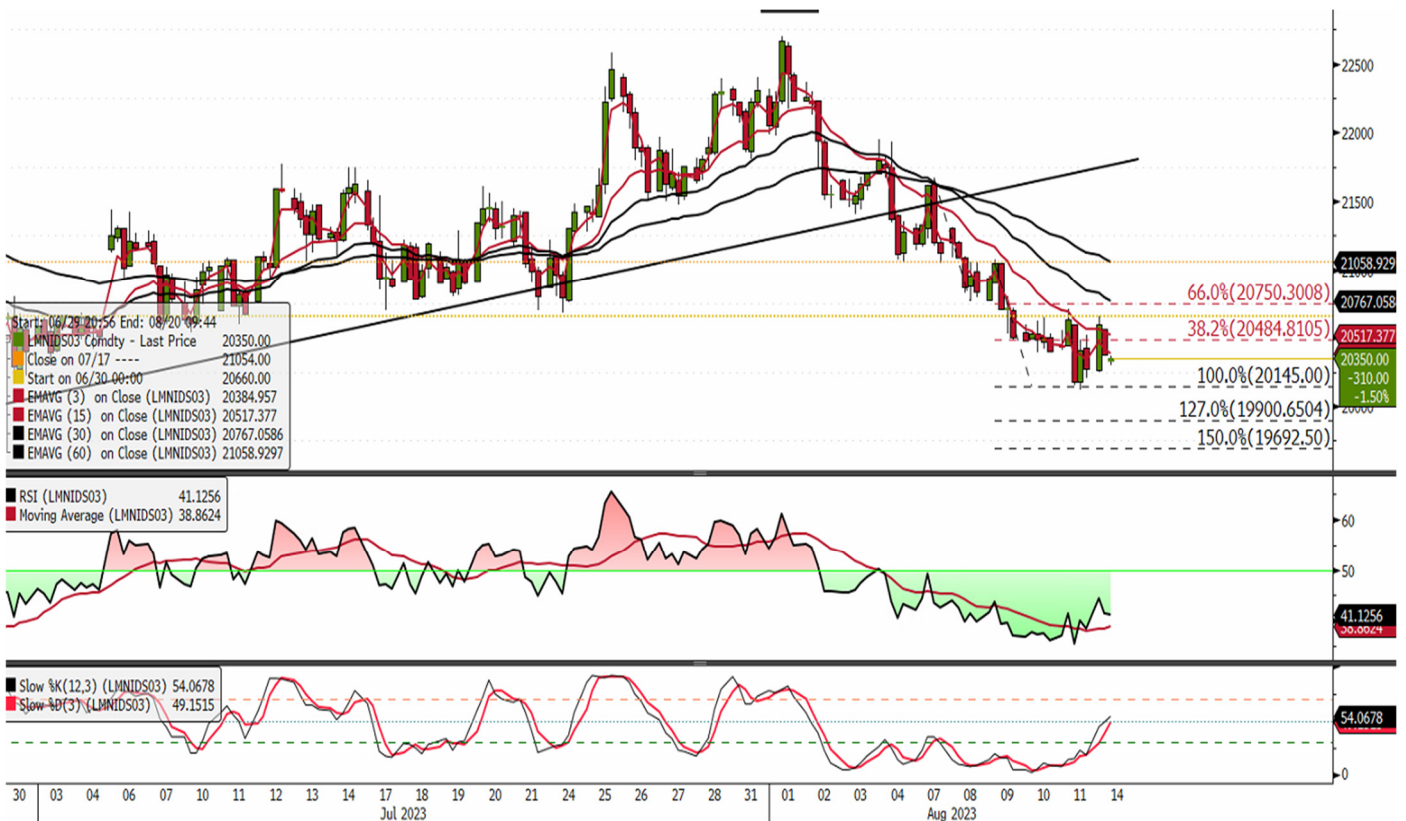 22500
22000
21500
21058.929
21000
20767.058
66.0%(20750.3008)
38.2%(20484.8105)
20517.377
20350.00
-310.00
-1.50%
100.0%(20145.00)
20000
127.0%(19900.6504)
150.0%(19692.50)
Start: 06/29 20:56 End: 08/20 09:44
LMNIDS03 Comdty - Last Price 20350.00
Close on 07/17 ---- 21054.00
Start on 06/30 00:00 20660.00
EMAVG (3) on Close (LMNIDS03) 20384.957
EMAVG (15) on Close (LMNIDS03) 20517.377
EMAVG (30) on Close (LMNIDS03) 20767.0586
EMAVG (60) on Close (LMNIDS03) 21058.9297
RSI (LMNIDS03) 41.1256
Moving Average (LMNIDS03) 38.8624
60
50
41.1256
38.8624
Slow %K(12,3) (LMNIDS03) 54.0678
Slow %D(3) (LMNIDS03) 49.1515
54.0678
0
30 03 04 06 07 10 11 12 13 14 17 18 19 20 21 24 25 26 27 28 31 01 02 03 04 07 08 09 10 11 14
Jul 2023 Aug 2023